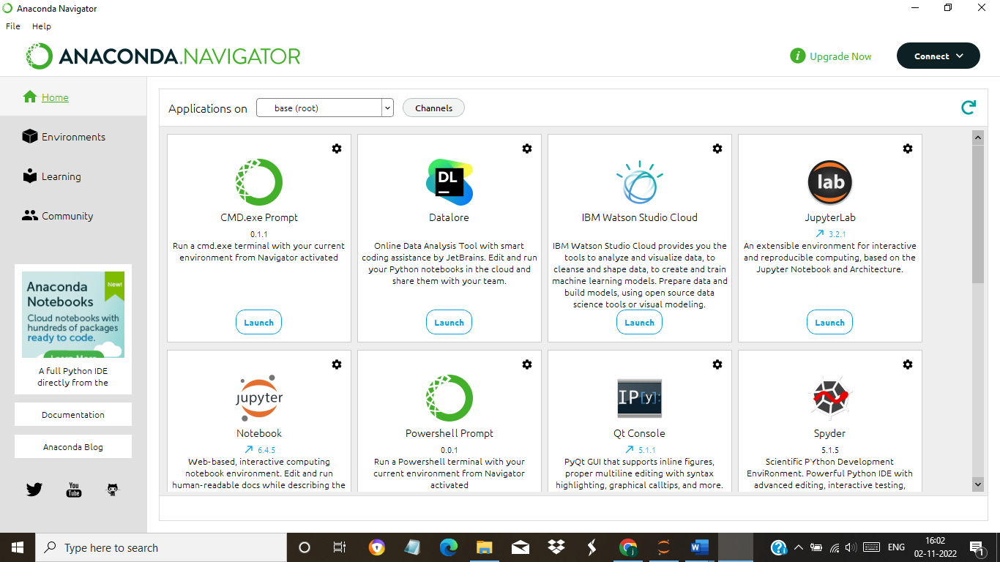 Anaconda Navigator
File Help
ANACONDA.NAVIGATOR
i Upgrade Now
Connect
Home
Environments
Learning
Community
Anaconda
Notebooks
New!
Cloud notebooks with
hundreds of packages
ready to code.
Learn More
A full Python IDE
directly from the
Documentation
Anaconda Blog
You
Tube
Applications on base (root) Channels
CMD.exe Prompt
0.1.1
Run a cmd.exe terminal with your current
environment from Navigator activated
Launch
DL
Datalore
Online Data Analysis Tool with smart
coding assistance by JetBrains. Edit and run
your Python notebooks in the cloud and
share them with your team.
Launch
IBM Watson Studio Cloud
IBM Watson Studio Cloud provides you the
tools to analyze and visualize data, to
cleanse and shape data, to create and train
machine learning models. Prepare data and
build models, using open source data
science tools or visual modeling.
Launch
lab
JupyterLab
3.2.1
An extensible environment for interactive
and reproducible computing, based on the
Jupyter Notebook and Architecture.
Launch
jupyter
Notebook
6.4.5
Web-based, interactive computing
notebook environment. Edit and run
human-readable docs while describing the
Powershell Prompt
0.0.1
Run a Powershell terminal with your
current environment from Navigator
activated
IP[y]:
Qt Console
5.1.1
PyQt GUI that supports inline figures,
proper multiline editing with syntax
highlighting, graphical calltips, and more.
Spyder
5.1.5
Scientific PYthon Development
EnviRonment. Powerful Python IDE with
advanced editing, interactive testing,
Type here to search
ENG
16:02
02-11-2022
1